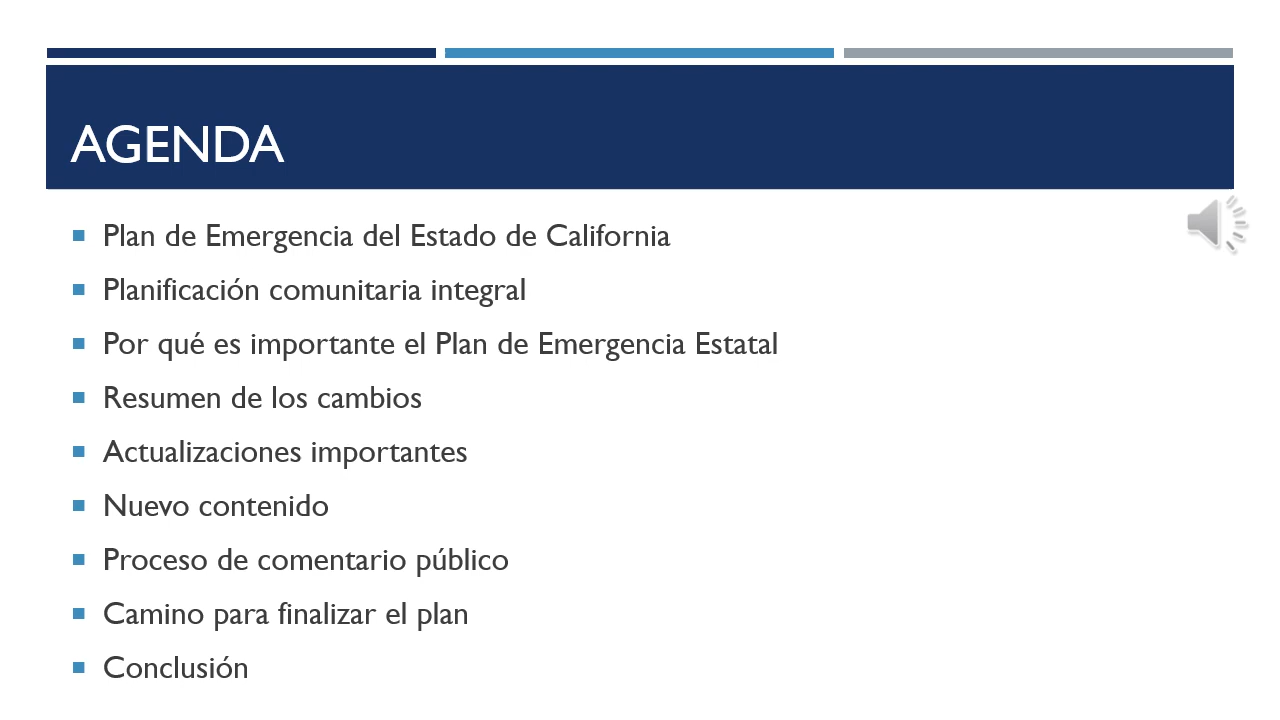 AGENDA
Plan de Emergencia del Estado de California
Planificación comunitaria integral
Por qué es importante el Plan de Emergencia Estatal
Resumen de los cambios
Actualizaciones importantes
Nuevo contenido
Proceso de comentario público
Camino para finalizar el plan
Conclusión